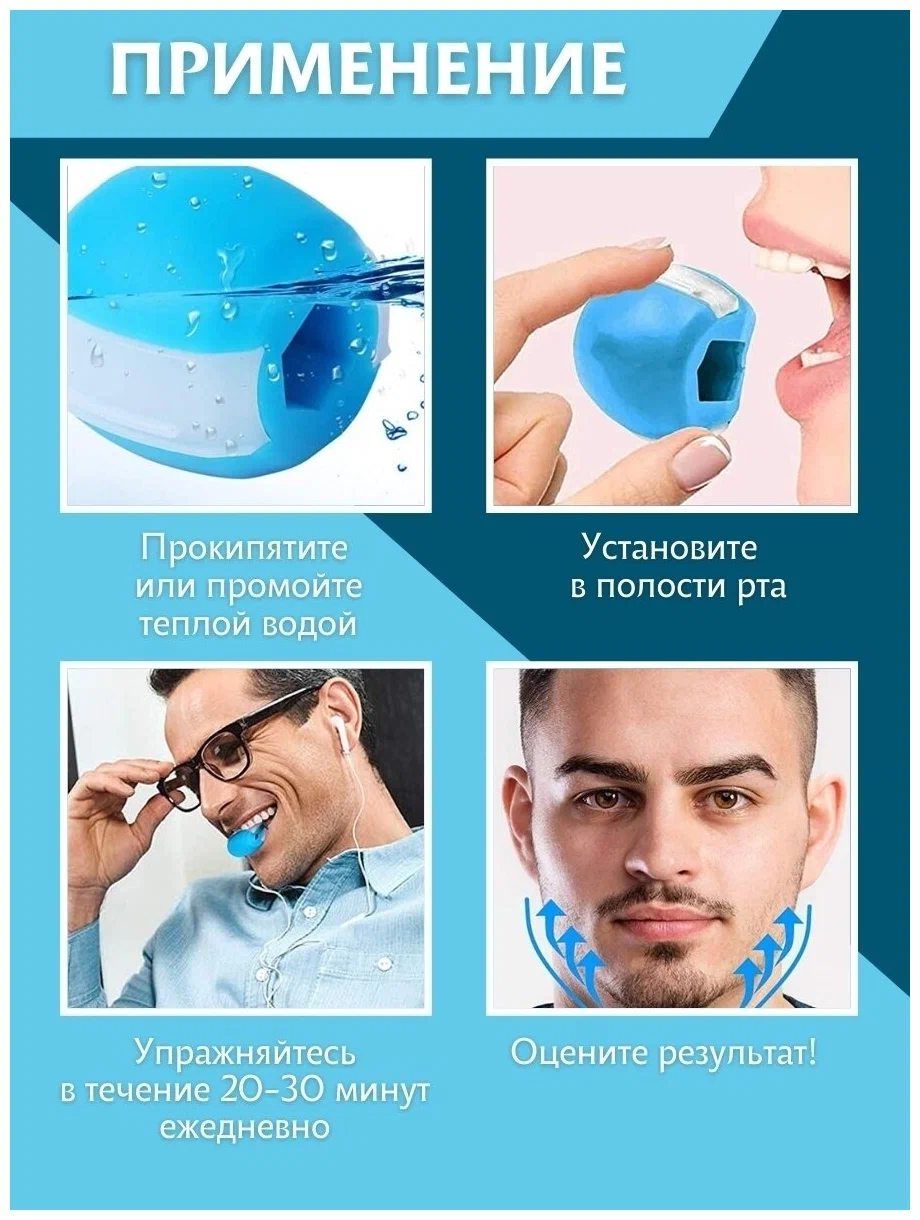 ПРИМЕНЕНИЕ
Прокипятите
или промойте
теплой водой
Установите
в полости рта
Упражняйтесь
в течение 20-30 минут
ежедневно
Оцените результат!